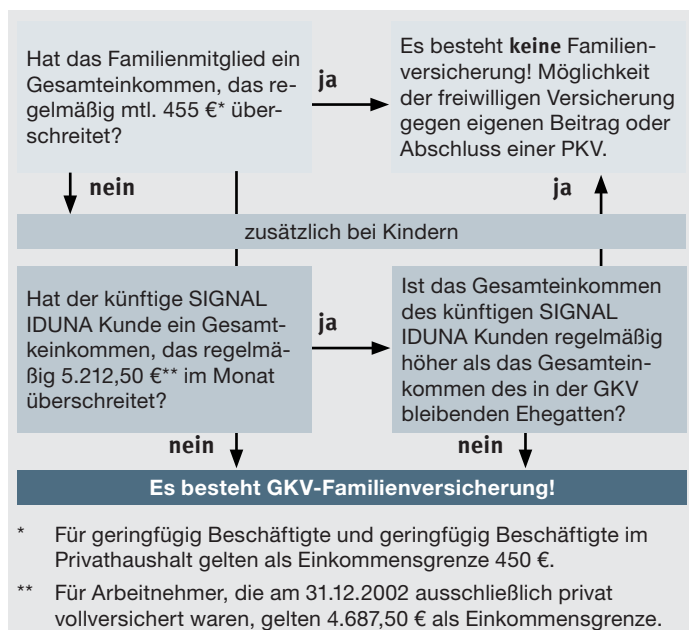 Hat das Familienmitglied ein
Gesamteinkommen, das re-
gelmäßig mtl. 455 €* über-
schreitet?
ja
Es besteht keine Familien-
versicherung! Möglichkeit
der freiwilligen Versicherung
gegen eigenen Beitrag oder
Abschluss einer PKV.
nein
ja
zusätzlich bei Kindern
Hat der künftige SIGNAL
IDUNA Kunde ein Gesamt-
keinkommen, das regelmä-
ßig 5.212,50 €** im Monat
überschreitet?
ja
Ist das Gesamteinkommen
des künftigen SIGNAL
IDUNA Kunden regelmäßig
höher als das Gesamtein-
kommen des in der GKV
bleibenden Ehegatten?
nein
nein
Es besteht GKV-Familienversicherung!
* Für geringfügig Beschäftigte und geringfügig Beschäftigte im
Privathaushalt gelten als Einkommensgrenze 450 €.
** Für Arbeitnehmer, die am 31.12.2002 ausschließlich privat
vollversichert waren, gelten 4.687,50 € als Einkommensgrenze.